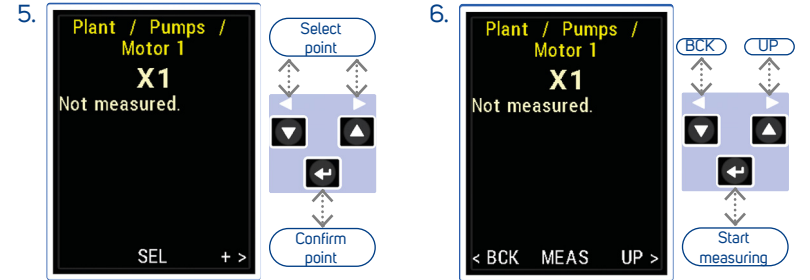 5.
Plant / Pumps /
Motor 1
X1
Not measured.
SEL + >
Select
point
Confirm
point
6.
Plant / Pumps /
Motor 1
X1
Not measured.
< BCK MEAS UP >
BCK UP
Start
measuring